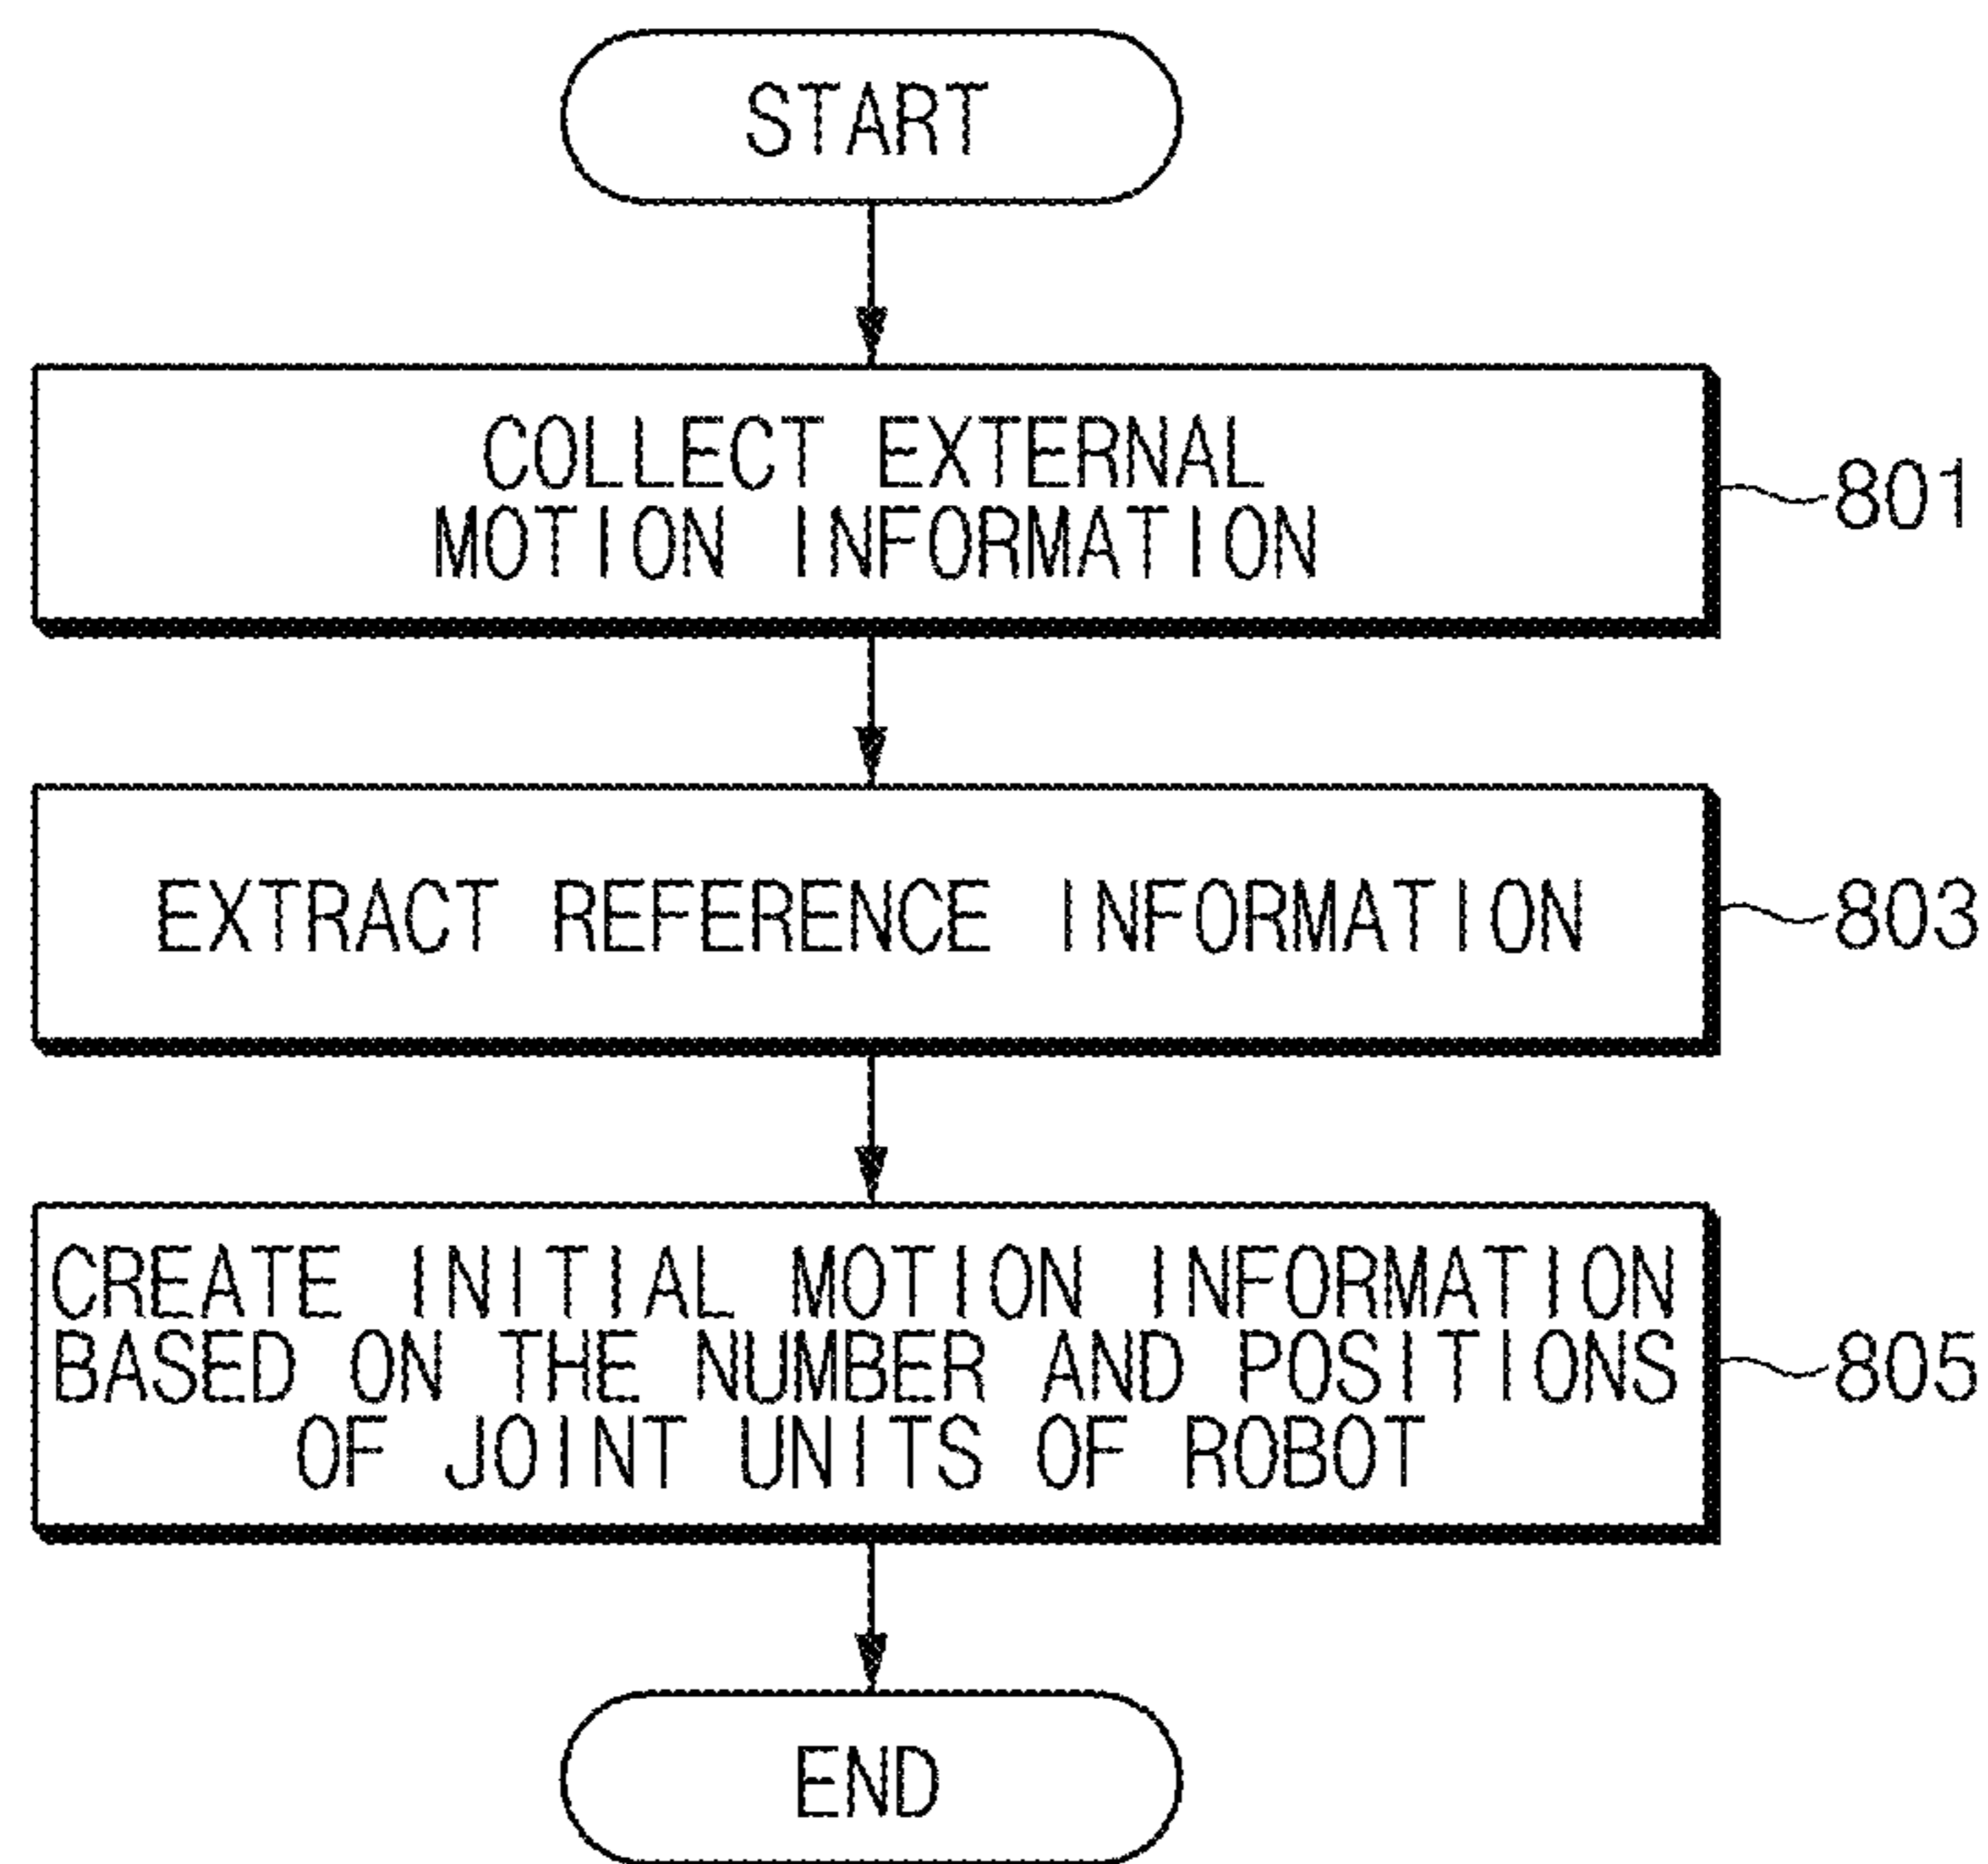 START
COLLECT EXTERNAL
MOTION INFORMATION
801
EXTRACT REFERENCE INFORMATION
803
CREATE INITIAL MOTION INFORMATION
BASED ON THE NUMBER AND POSITIONS
OF JOINT UNITS OF ROBOT
805
END